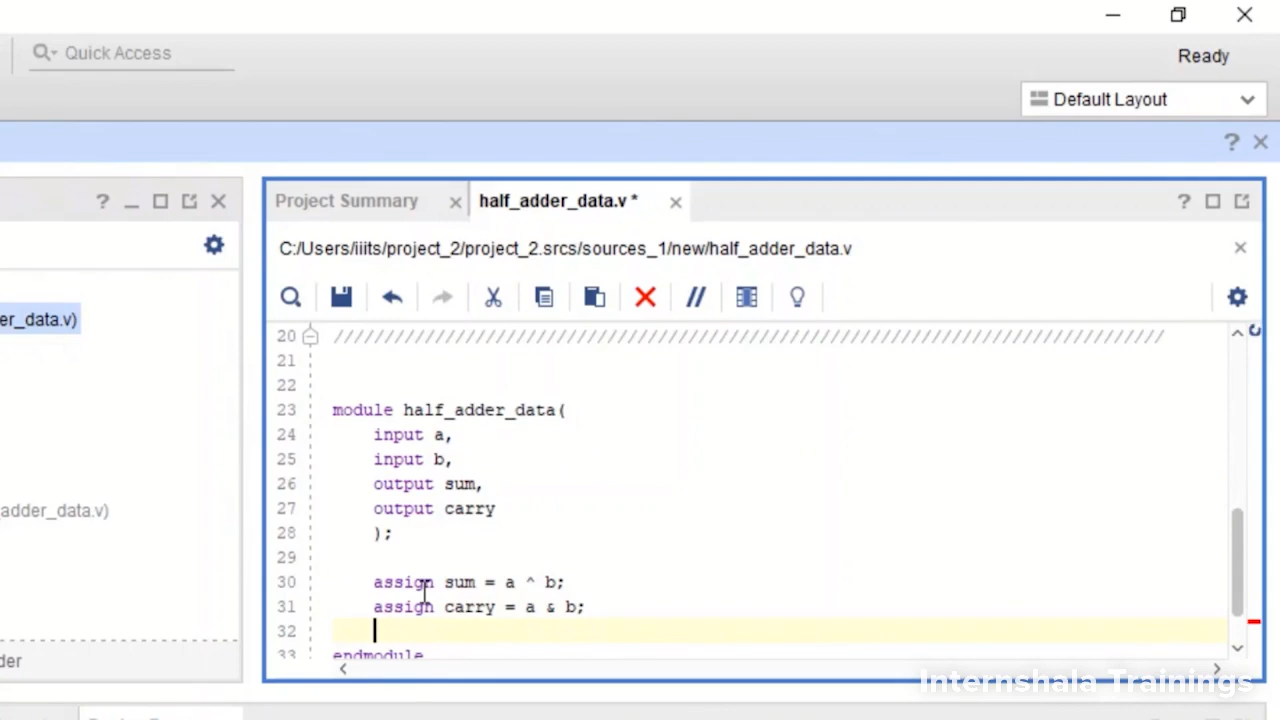 Quick Access
Ready
Default Layout
Project Summary
half_adder_data.v *
C:/Users/iiits/project_2/project_2.srcs/sources_1/new/half_adder_data.v
er_data.v)
20 //////////////////////////////////////////////////////////////////////////////////
21
22
23 module half_adder_data(
24 input a,
25 input b,
26 output sum,
27 output carry
28 );
29
30 assign sum = a ^ b;
31 assign carry = a & b;
32
33 endmodule
_adder_data.v)
der
Internshala Trainings